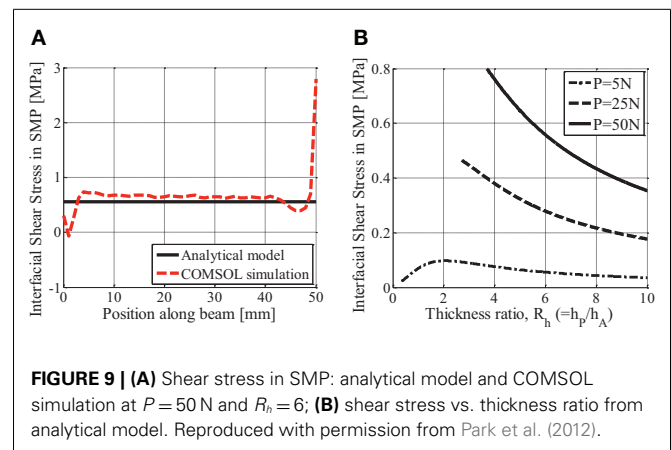 A
Interfacial Shear Stress in SMP [MPa]
3
2
1
0
-1
0
10
20
30
40
50
Position along beam [mm]
Analytical model
COMSOL simulation
B
Interfacial Shear Stress in SMP [MPa]
0.8
0.6
0.4
0.2
0
0
2
4
6
8
10
Thickness ratio, R_h (=h_P/h_A)
P=5N
P=25N
P=50N
FIGURE 9 | (A) Shear stress in SMP: analytical model and COMSOL
simulation at P = 50 N and R_h = 6; (B) shear stress vs. thickness ratio from
analytical model. Reproduced with permission from Park et al. (2012).